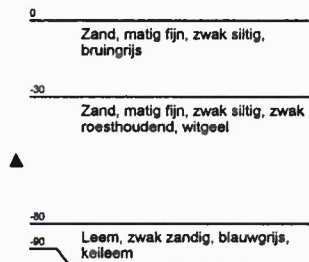 0
Zand, matig fijn, zwak siltig,
bruingrijs
-30
Zand, matig fijn, zwak siltig, zwak
roesthoudend, witgeel
-80
Leem, zwak zandig, blauwgrijs,
-90
keileem